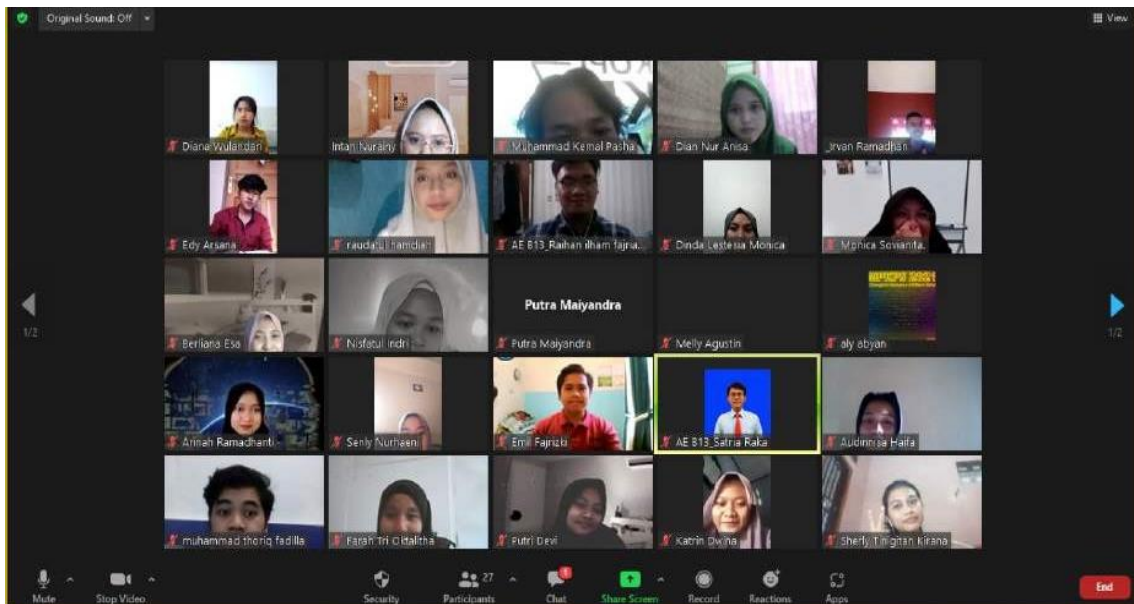 Original Sound: Off
View
Diana Wulandari
Intan Nurainy
Muhammad Kemal Pasha
Dian Nur Anisa
Irvan Ramadhan
Edy Arsana
raudatul hamdiah
AE B13_Raihan ilham fajria...
Dinda Lestesia Monica
Monica Sovianita.
Berliana Esa
Nisfatul Indri
Putra Maiyandra
Putra Maiyandra
Melly Agustin
aly abyan
1/2
1/2
Arinah Ramadhanti
Senly Nurhaeni
Emil Fajrizki
AE B13_Satria Raka
Audinnisa Haifa
muhammad thoriq fadilla
Farah Tri Oktalitha
Putri Devi
Katrin Dwina
Sherly Kirana
Mute
Stop Video
Security
Participants
27
Chat
1
Share Screen
Record
Reactions
Apps
End